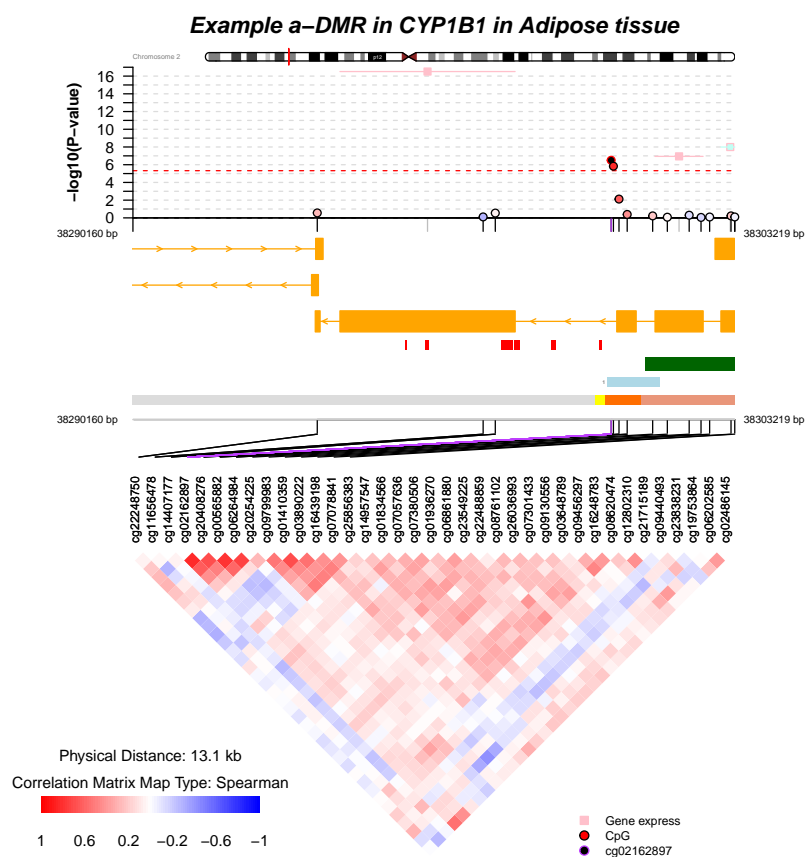 Example a−DMR in CYP1B1 in Adipose tissue
Chromosome 2
p12
−log10(P−value)
16
14
12
10
8
6
4
2
0
38290160 bp
38303219 bp
38290160 bp
38303219 bp
cg22248750
cg11656478
cg14077177
cg02162897
cg20408276
cg00565882
cg06264984
cg20254225
cg09799983
cg01410359
cg03890222
cg16439198
cg07078841
cg25856383
cg14957547
cg01834566
cg07057636
cg07380506
cg01936270
cg06861880
cg23549225
cg22488859
cg08761102
cg26036993
cg07301433
cg09130556
cg03648789
cg09456297
cg16248783
cg08620474
cg12802310
cg21715189
cg09440493
cg23838231
cg19753864
cg06202585
cg02486145
Physical Distance: 13.1 kb
Correlation Matrix Map Type: Spearman
1 0.6 0.2 −0.2 −0.6 −1
Gene express
CpG
cg02162897